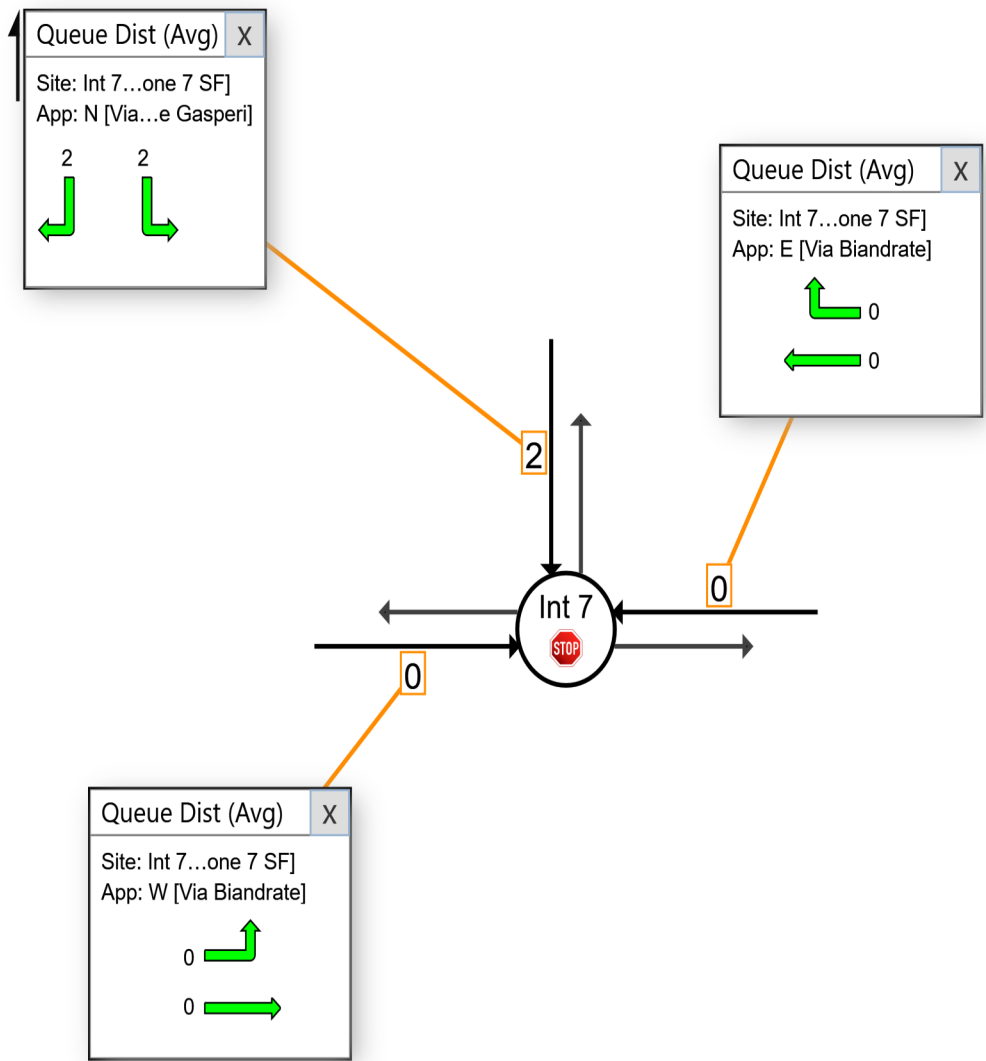 Queue Dist (Avg) X
Site: Int 7...one 7 SF]
App: N [Via...e Gasperi]
2 2
Queue Dist (Avg) X
Site: Int 7...one 7 SF]
App: E [Via Biandrate]
0
0
2
0
Int 7
STOP
0
Queue Dist (Avg) X
Site: Int 7...one 7 SF]
App: W [Via Biandrate]
0
0